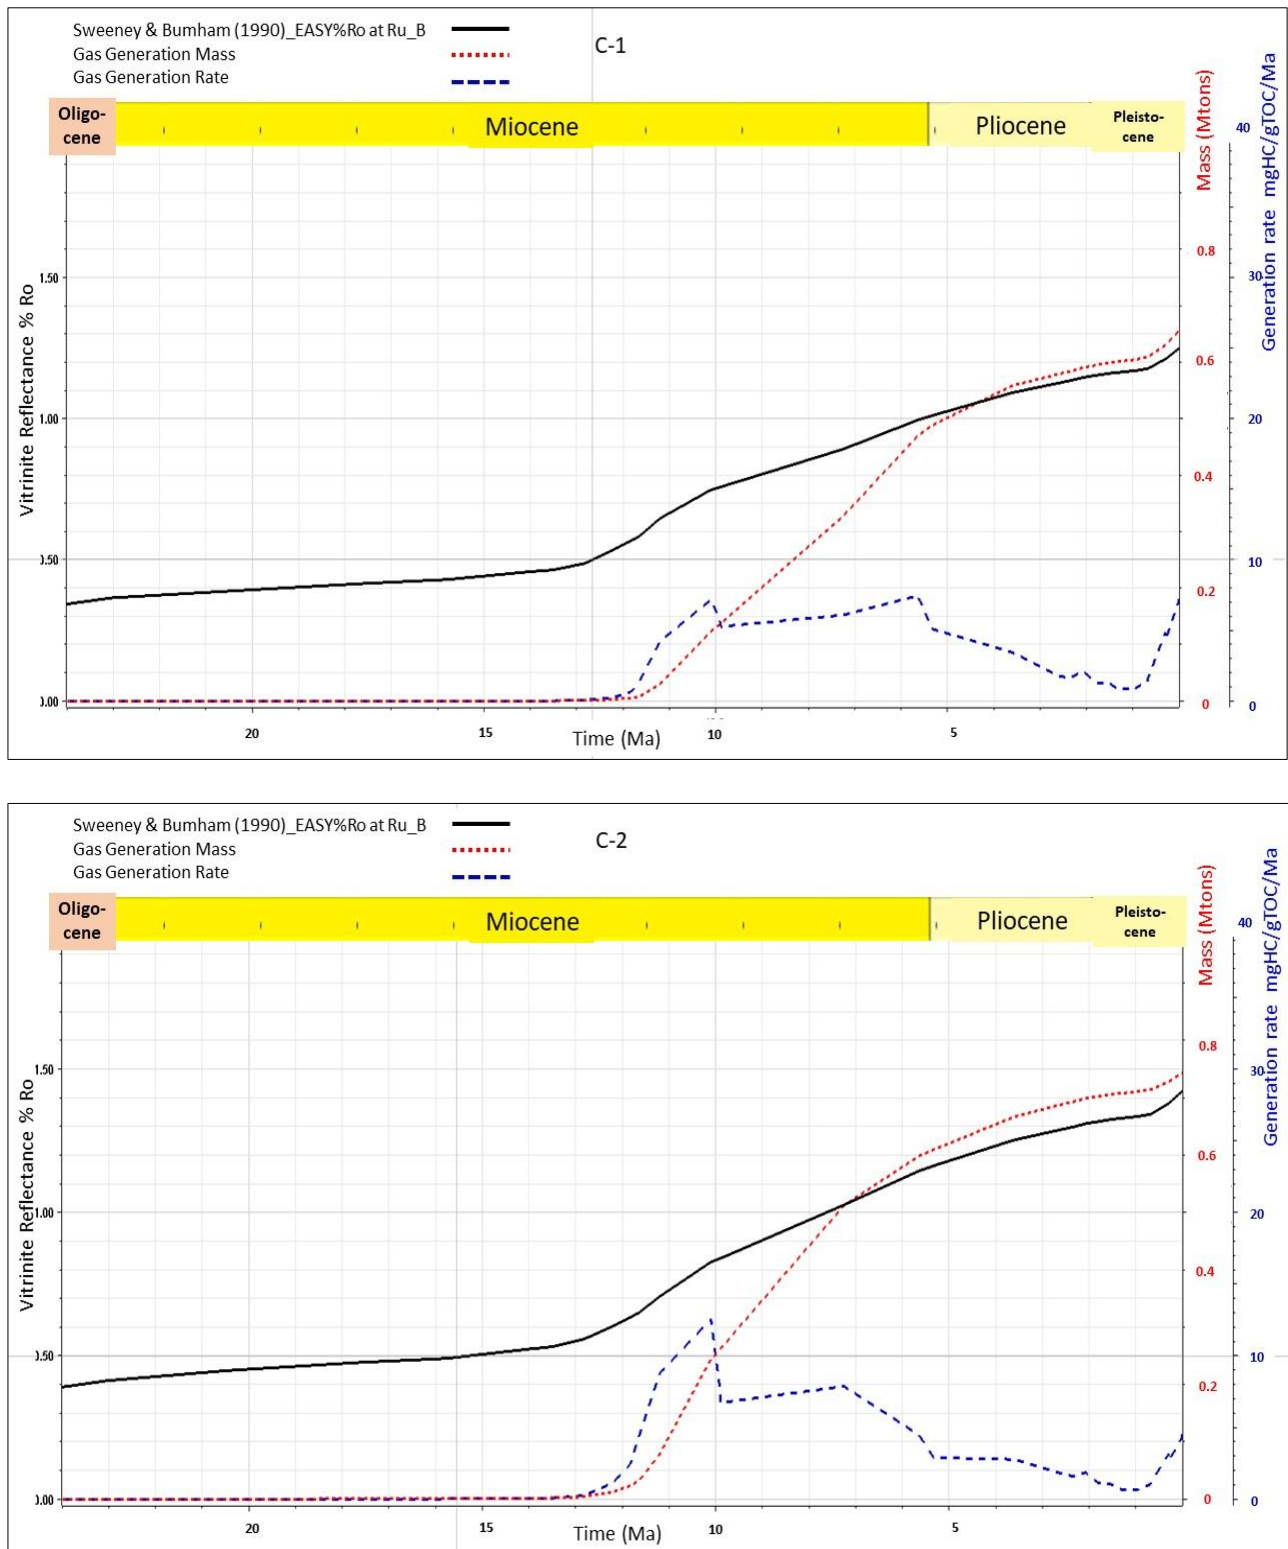 Sweeney & Bumham (1990)_EASY%Ro at Ru_B
Gas Generation Mass
Gas Generation Rate
C-1
Oligo-
cene
Miocene
Pliocene
Pleisto-
cene
Vitrinite Reflectance % Ro
1.50
1.00
0.50
0.00
Mass (Mtons)
0.8
0.6
0.4
0.2
0
Generation rate mgHC/gTOC/Ma
40
30
20
10
0
20
15
10
5
Time (Ma)
Sweeney & Bumham (1990)_EASY%Ro at Ru_B
Gas Generation Mass
Gas Generation Rate
C-2
Oligo-
cene
Miocene
Pliocene
Pleisto-
cene
Vitrinite Reflectance % Ro
1.50
1.00
0.50
0.00
Mass (Mtons)
0.8
0.6
0.4
0.2
0
Generation rate mgHC/gTOC/Ma
40
30
20
10
0
20
15
10
5
Time (Ma)